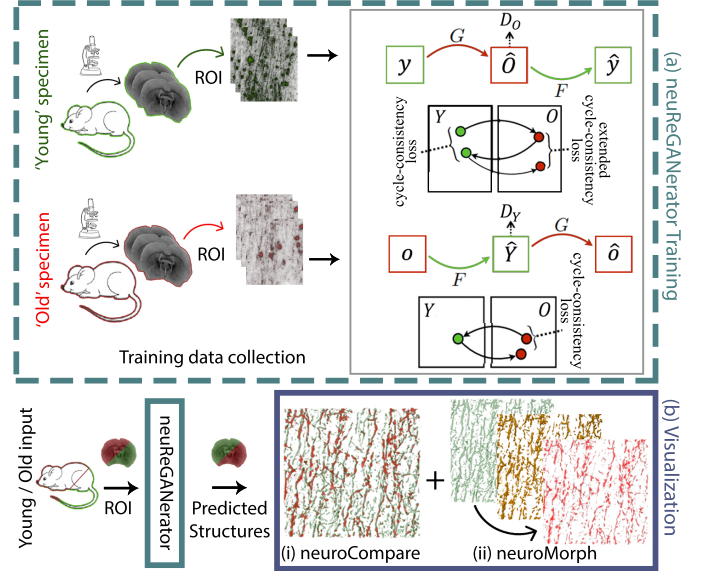 'Young' specimen
ROI
'Old' specimen
ROI
Training data collection
D_O
y
G
Ô
F
ŷ
cycle-consistency
loss
Y
O
extended
cycle-consistency
loss
D_Y
o
F
Ŷ
G
ô
Y
O
cycle-consistency
loss
(a) neuReGANerator Training
Young / Old input
ROI
neuReGANerator
Predicted
Structures
(i) neuroCompare
+
(ii) neuroMorph
(b) Visualization